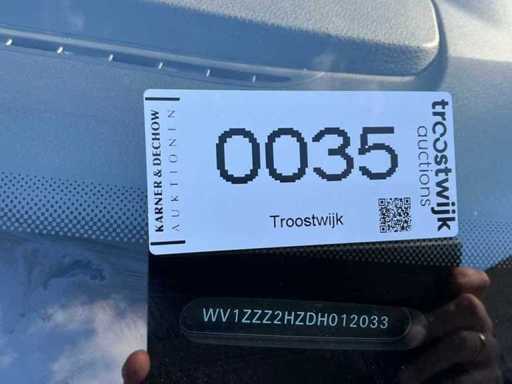 KARNER & DECHOW
AUKTIONEN
0035
Troostwijk
troostwijk
auctions
WV1ZZZ2HZDH012033